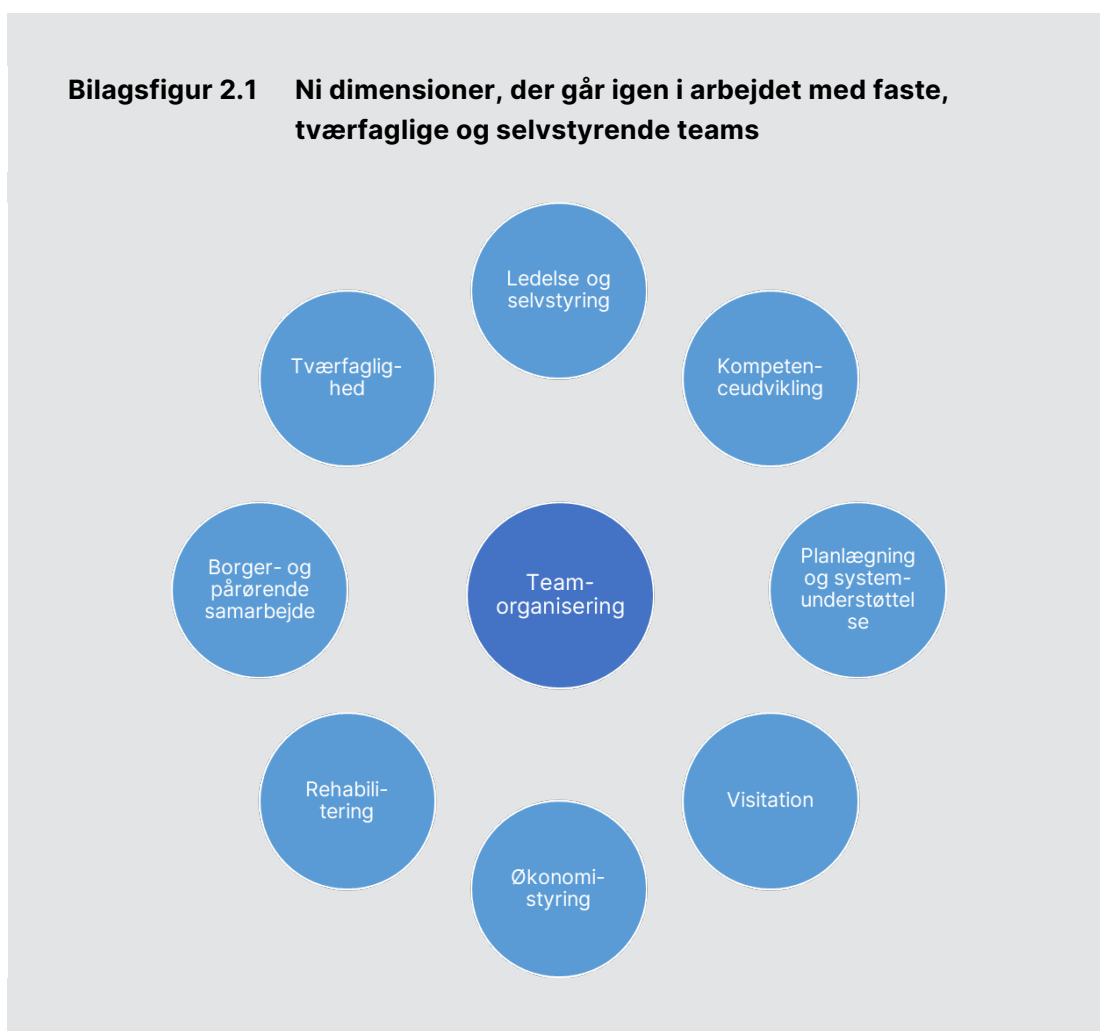 Bilagsfigur 2.1 Ni dimensioner, der går igen i arbejdet med faste,
tværfaglige og selvstyrende teams
Ledelse og
selvstyring
Kompeten-
ceudvikling
Planlægning
og system-
understøttel
se
Visitation
Økonomi-
styring
Rehabili-
tering
Borger- og
pårørende
samarbejde
Tværfaglig-
hed
Team-
organisering